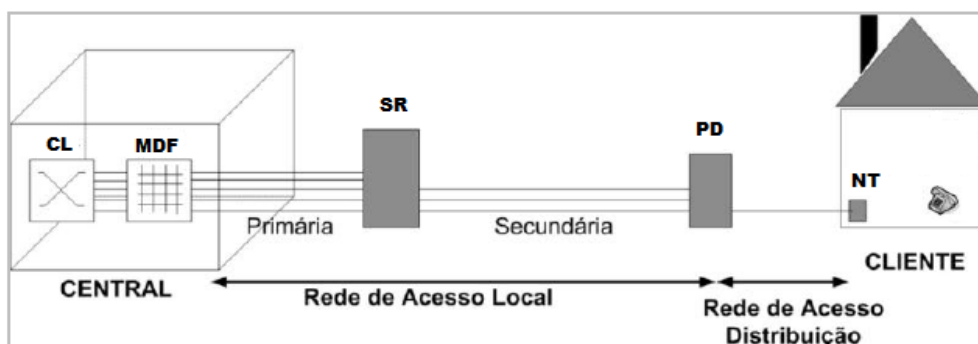 SR
PD
CL
MDF
NT
Primária
Secundária
CENTRAL
CLIENTE
Rede de Acesso Local
Rede de Acesso
Distribuição